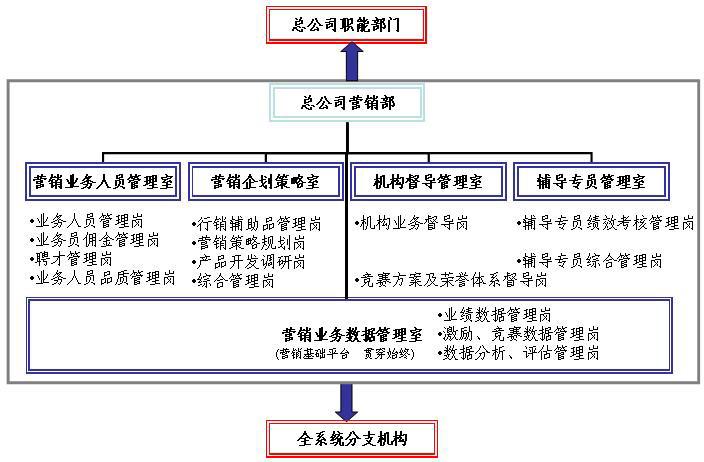 总公司职能部门
总公司营销部
营销业务人员管理室
•业务人员管理岗
•业务员佣金管理岗
•聘才管理岗
•业务人员品质管理岗
营销企划策略室
•行销辅助品管理岗
•营销策略规划岗
•产品开发调研岗
•综合管理岗
机构督导管理室
•机构业务督导岗
•竞赛方案及荣誉体系督导岗
辅导专员管理室
•辅导专员绩效考核管理岗
•辅导专员综合管理岗
营销业务数据管理室
(营销基础平台 贯穿始终)
•业绩数据管理岗
•激励、竞赛数据管理岗
•数据分析、评估管理岗
全系统分支机构